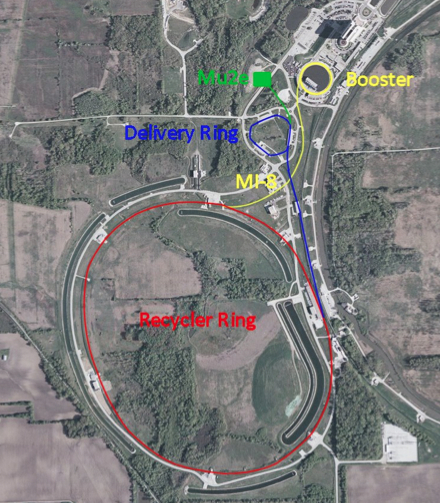 Mu2e
Booster
Delivery Ring
MI-8
Recycler Ring